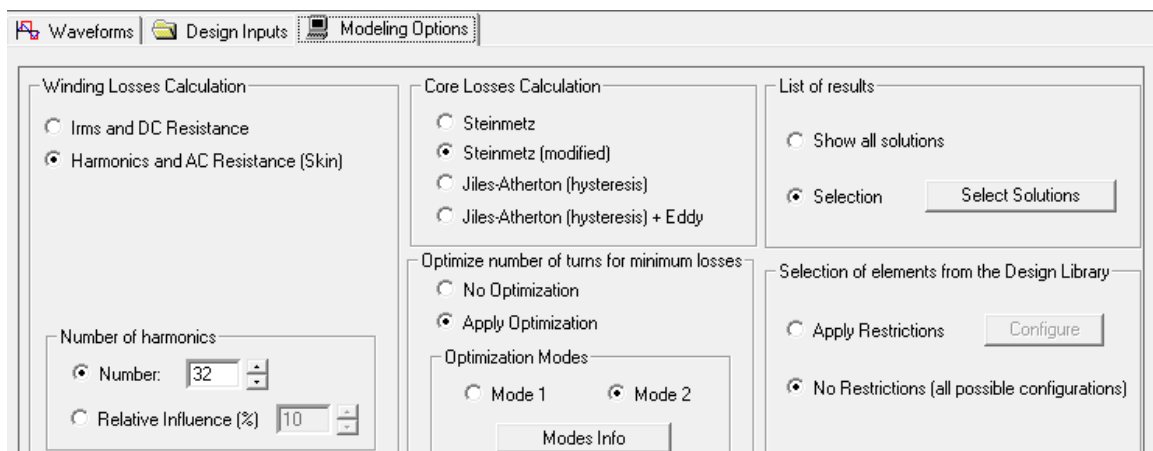 Waveforms Design Inputs Modeling Options
Winding Losses Calculation
Irms and DC Resistance
Harmonics and AC Resistance (Skin)
Number of harmonics
Number: 32
Relative Influence (%) 10
Core Losses Calculation
Steinmetz
Steinmetz (modified)
Jiles-Atherton (hysteresis)
Jiles-Atherton (hysteresis) + Eddy
Optimize number of turns for minimum losses
No Optimization
Apply Optimization
Optimization Modes
Mode 1 Mode 2
Modes Info
List of results
Show all solutions
Selection Select Solutions
Selection of elements from the Design Library
Apply Restrictions Configure
No Restrictions (all possible configurations)